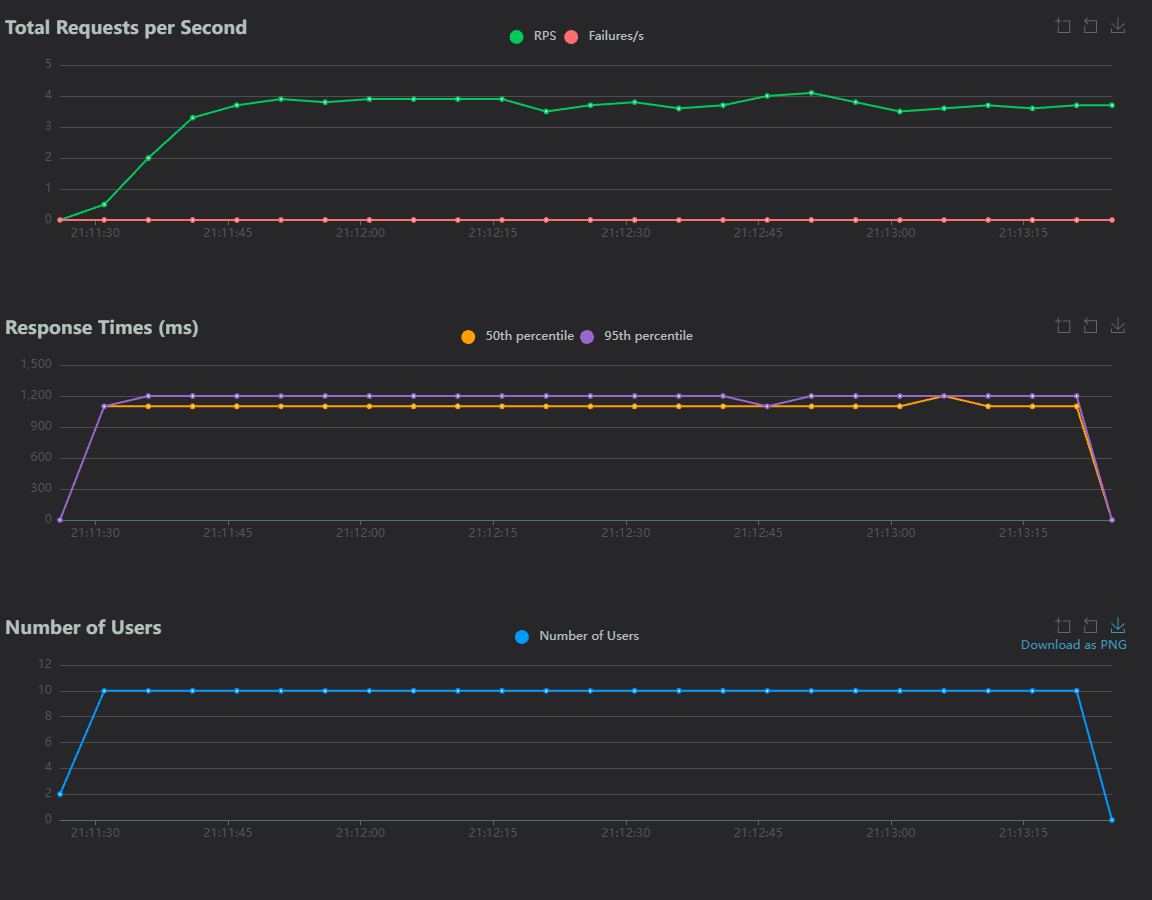 Total Requests per Second
RPS Failures/s
5
4
3
2
1
0
21:11:30 21:11:45 21:12:00 21:12:15 21:12:30 21:12:45 21:13:00 21:13:15
Response Times (ms)
50th percentile 95th percentile
1,500
1,200
900
600
300
0
21:11:30 21:11:45 21:12:00 21:12:15 21:12:30 21:12:45 21:13:00 21:13:15
Number of Users
Number of Users
Download as PNG
12
10
8
6
4
2
0
21:11:30 21:11:45 21:12:00 21:12:15 21:12:30 21:12:45 21:13:00 21:13:15